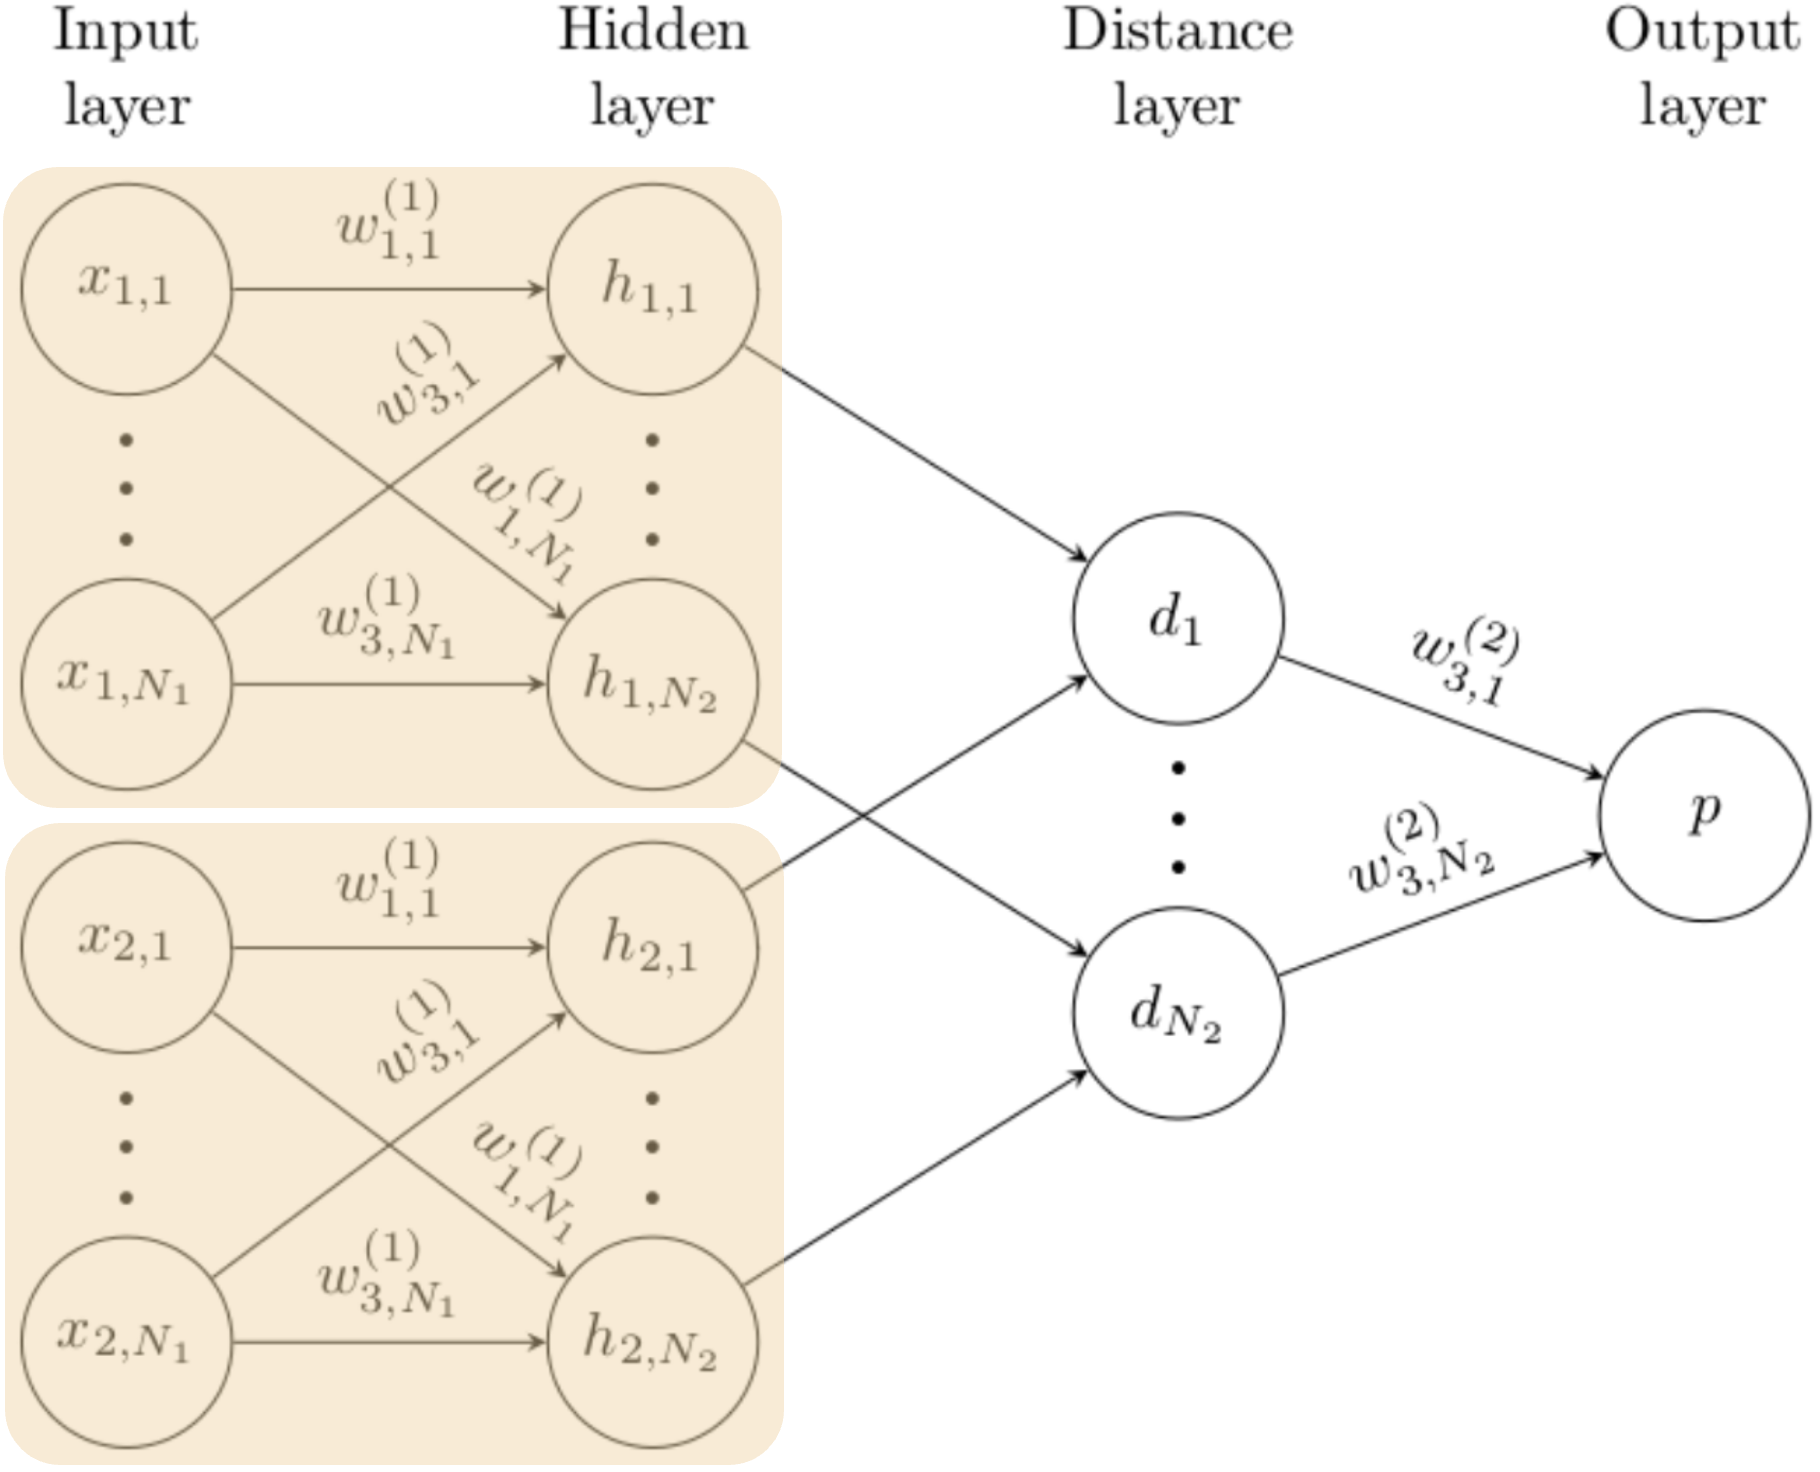 Input layer
Hidden layer
Distance layer
Output layer
x_{1,1}
w_{1,1}^{(1)}
h_{1,1}
w_{3,1}^{(1)}
w_{1,N_1}^{(1)}
x_{1,N_1}
w_{3,N_1}^{(1)}
h_{1,N_2}
x_{2,1}
w_{1,1}^{(1)}
h_{2,1}
w_{3,1}^{(1)}
w_{1,N_1}^{(1)}
x_{2,N_1}
w_{3,N_1}^{(1)}
h_{2,N_2}
d_1
w_{3,1}^{(2)}
d_{N_2}
w_{3,N_2}^{(2)}
p